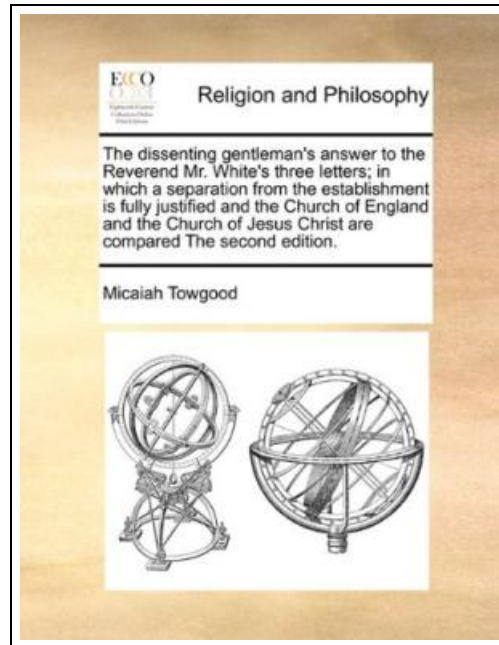 ECCO
Religion and Philosophy
The dissenting gentleman's answer to the
Reverend Mr. White's three letters; in
which a separation from the establishment
is fully justified and the Church of England
and the Church of Jesus Christ are
compared The second edition.
Micaiah Towgood